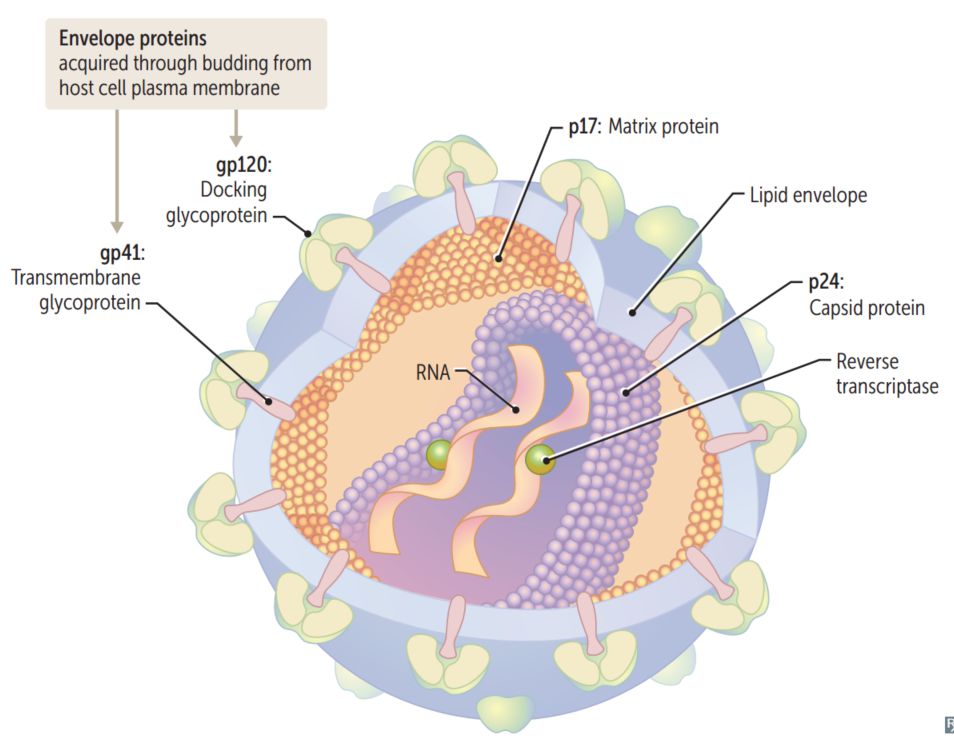 Envelope proteins
acquired through budding from
host cell plasma membrane
gp120:
Docking
glycoprotein
gp41:
Transmembrane
glycoprotein
p17: Matrix protein
Lipid envelope
p24:
Capsid protein
Reverse
transcriptase
RNA